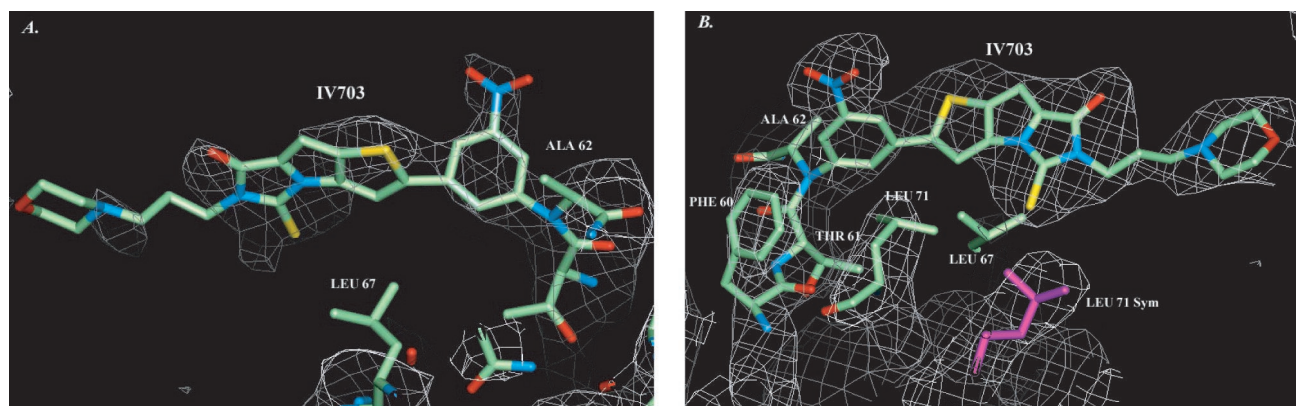 A.
IV703
ALA 62
LEU 67
B.
IV703
ALA 62
PHE 60
LEU 71
THR 61
LEU 67
LEU 71 Sym